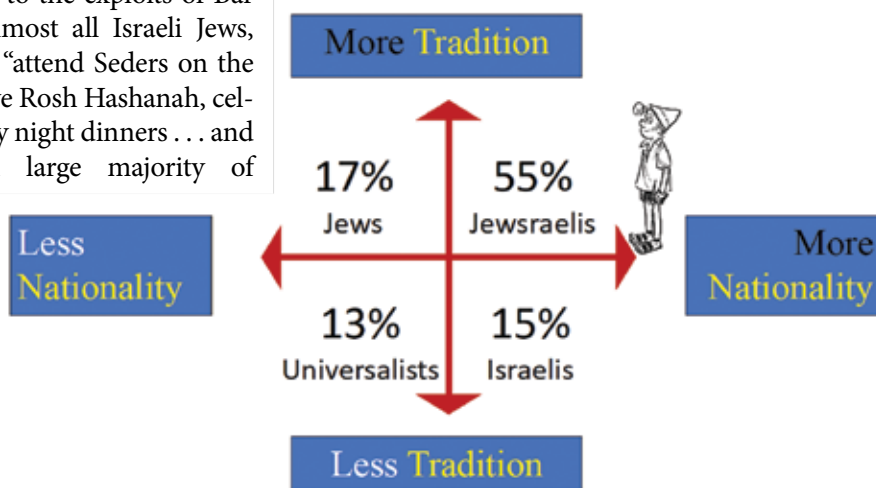 to the exploits of Bar
most all Israeli Jews,
“attend Seders on the
ve Rosh Hashanah, cel-
y night dinners . . . and
large majority of
More Tradition
17%
Jews
55%
Jewsraelis
Less
Nationality
More
Nationality
13%
Universalists
15%
Israelis
Less Tradition